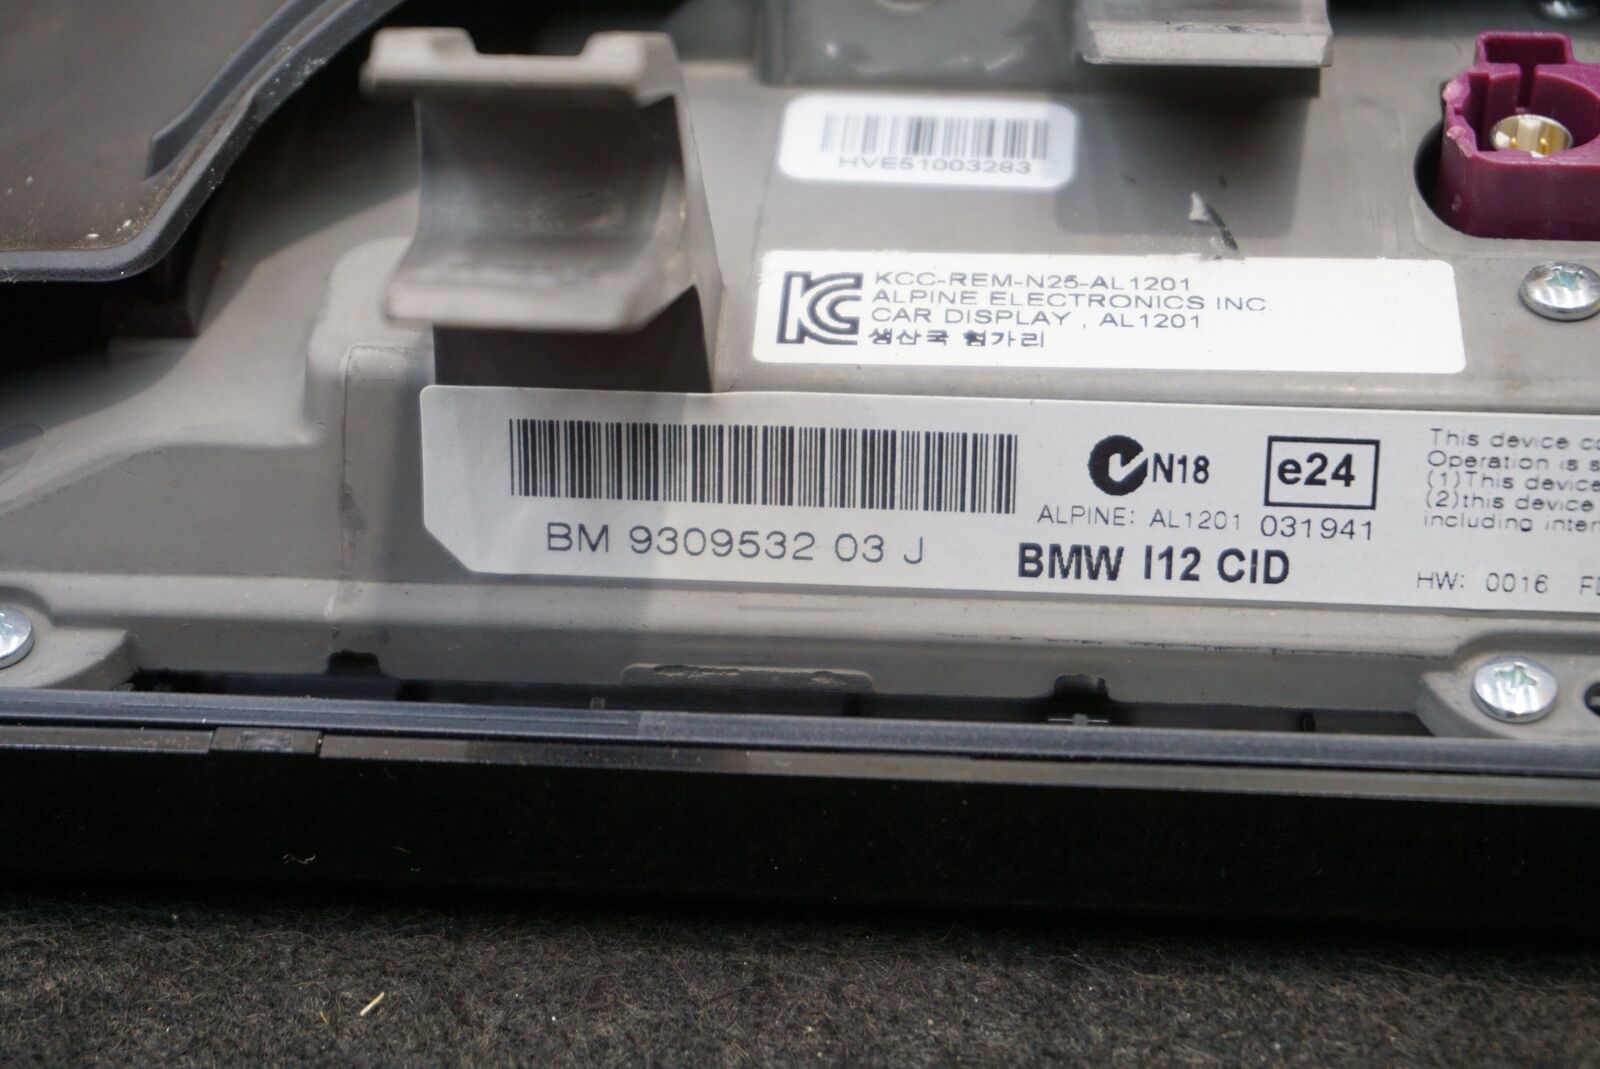 HVE51003283
KC KCC-REM-N25-AL1201
ALPINE ELECTRONICS INC.
CAR DISPLAY , AL1201
생산국 헝가리
BM 9309532 03 J
N18
e24
ALPINE: AL1201
031941
BMW I12 CID
This device
Operation is
(1)This device
(2)this device
including
HW: 0016